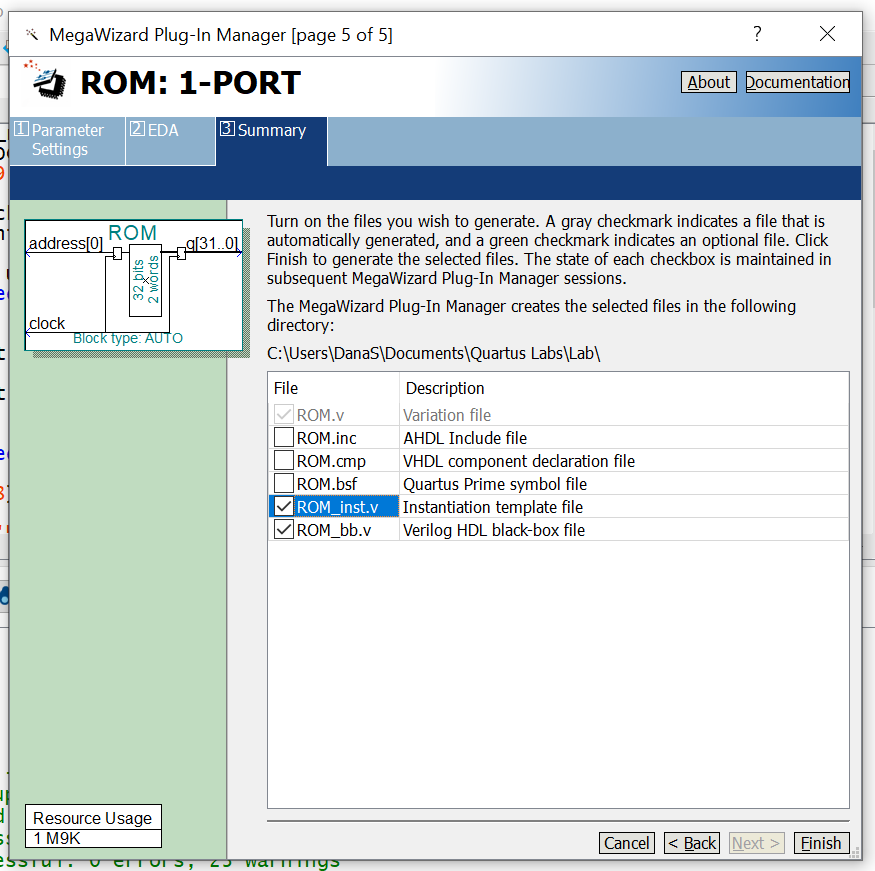 MegaWizard Plug-In Manager [page 5 of 5]
?
ROM: 1-PORT
About
Documentation
1 Parameter Settings
2 EDA
3 Summary
ROM
address[0]
q[31..0]
32 bits
2 words
clock
Block type: AUTO
Turn on the files you wish to generate. A gray checkmark indicates a file that is
automatically generated, and a green checkmark indicates an optional file. Click
Finish to generate the selected files. The state of each checkbox is maintained in
subsequent MegaWizard Plug-In Manager sessions.
The MegaWizard Plug-In Manager creates the selected files in the following
directory:
C:\Users\DanaS\Documents\Quartus Labs\Lab\
File Description
ROM.v Variation file
ROM.inc AHDL Include file
ROM.cmp VHDL component declaration file
ROM.bsf Quartus Prime symbol file
ROM_inst.v Instantiation template file
ROM_bb.v Verilog HDL black-box file
Resource Usage
1 M9K
Cancel
< Back
Next >
Finish
0 errors, 23 warnings